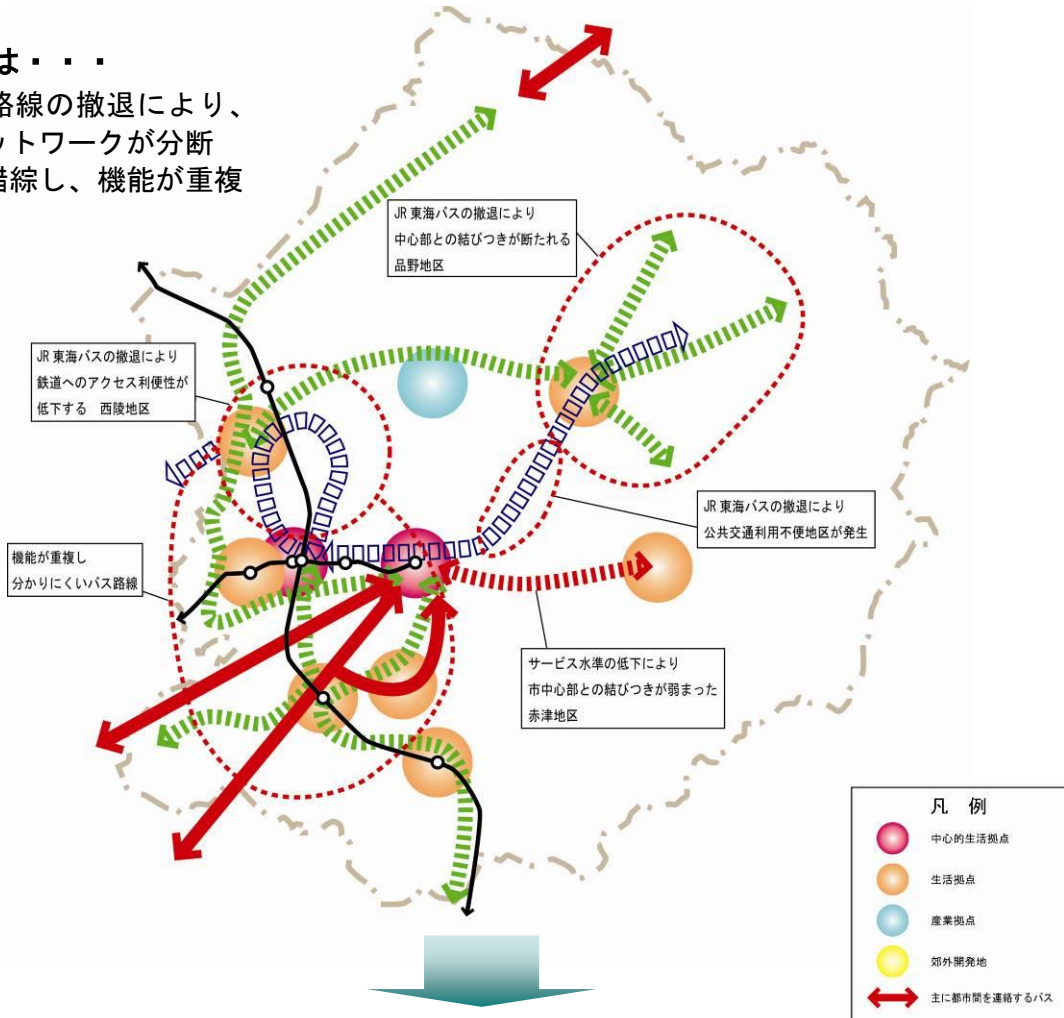 は・・・
路線の撤退により、
ットワークが分断
錯綜し、機能が重複
JR東海バスの撤退により
中心部との結びつきが断たれる
品野地区
JR東海バスの撤退により
鉄道へのアクセス利便性が
低下する 西陵地区
JR東海バスの撤退により
公共交通利用不便地区が発生
機能が重複し
分かりにくいバス路線
サービス水準の低下により
市中心部との結びつきが弱まった
赤津地区
凡 例
中心的生活拠点
生活拠点
産業拠点
郊外開発地
主に都市間を連絡するバス